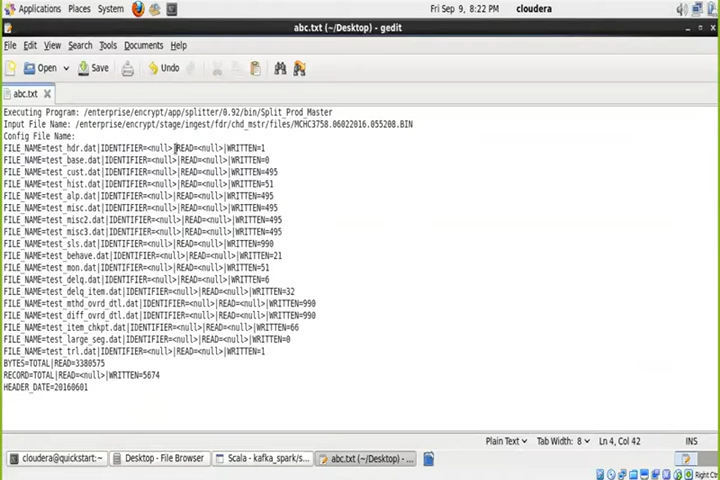 Applications Places System
Fri Sep 9, 8:22 PM
cloudera
abc.txt (~/Desktop) - gedit
File Edit View Search Tools Documents Help
Open Save Undo
abc.txt
Executing Program: /enterprise/encrypt/app/splitter/0.92/bin/Split_Prod_Master
Input File Name: /enterprise/encrypt/stage/ingest/fdr/chd_mstr/files/MCHC3758.06022016.055208.BIN
Config File Name:
FILE_NAME=test_hdr.dat|IDENTIFIER=<null>|READ=<null>|WRITTEN=1
FILE_NAME=test_base.dat|IDENTIFIER=<null>|READ=<null>|WRITTEN=0
FILE_NAME=test_cust.dat|IDENTIFIER=<null>|READ=<null>|WRITTEN=495
FILE_NAME=test_hist.dat|IDENTIFIER=<null>|READ=<null>|WRITTEN=51
FILE_NAME=test_alp.dat|IDENTIFIER=<null>|READ=<null>|WRITTEN=495
FILE_NAME=test_misc.dat|IDENTIFIER=<null>|READ=<null>|WRITTEN=495
FILE_NAME=test_misc2.dat|IDENTIFIER=<null>|READ=<null>|WRITTEN=495
FILE_NAME=test_misc3.dat|IDENTIFIER=<null>|READ=<null>|WRITTEN=495
FILE_NAME=test_sls.dat|IDENTIFIER=<null>|READ=<null>|WRITTEN=990
FILE_NAME=test_behave.dat|IDENTIFIER=<null>|READ=<null>|WRITTEN=21
FILE_NAME=test_mon.dat|IDENTIFIER=<null>|READ=<null>|WRITTEN=51
FILE_NAME=test_delq.dat|IDENTIFIER=<null>|READ=<null>|WRITTEN=6
FILE_NAME=test_delq_item.dat|IDENTIFIER=<null>|READ=<null>|WRITTEN=32
FILE_NAME=test_mthd_ovrd_dtl.dat|IDENTIFIER=<null>|READ=<null>|WRITTEN=990
FILE_NAME=test_diff_ovrd_dtl.dat|IDENTIFIER=<null>|READ=<null>|WRITTEN=990
FILE_NAME=test_item_chkpt.dat|IDENTIFIER=<null>|READ=<null>|WRITTEN=66
FILE_NAME=test_large_seg.dat|IDENTIFIER=<null>|READ=<null>|WRITTEN=0
FILE_NAME=test_trl.dat|IDENTIFIER=<null>|READ=<null>|WRITTEN=1
BYTES=TOTAL|READ=3380575
RECORD=TOTAL|READ=<null>|WRITTEN=5674
HEADER_DATE=20160601
Plain Text Tab Width: 8 Ln 4, Col 42 INS
cloudera@quickstart:~ Desktop - File Browser Scala - kafka_spark/s... abc.txt (~/Desktop) - ...
Right Ctr